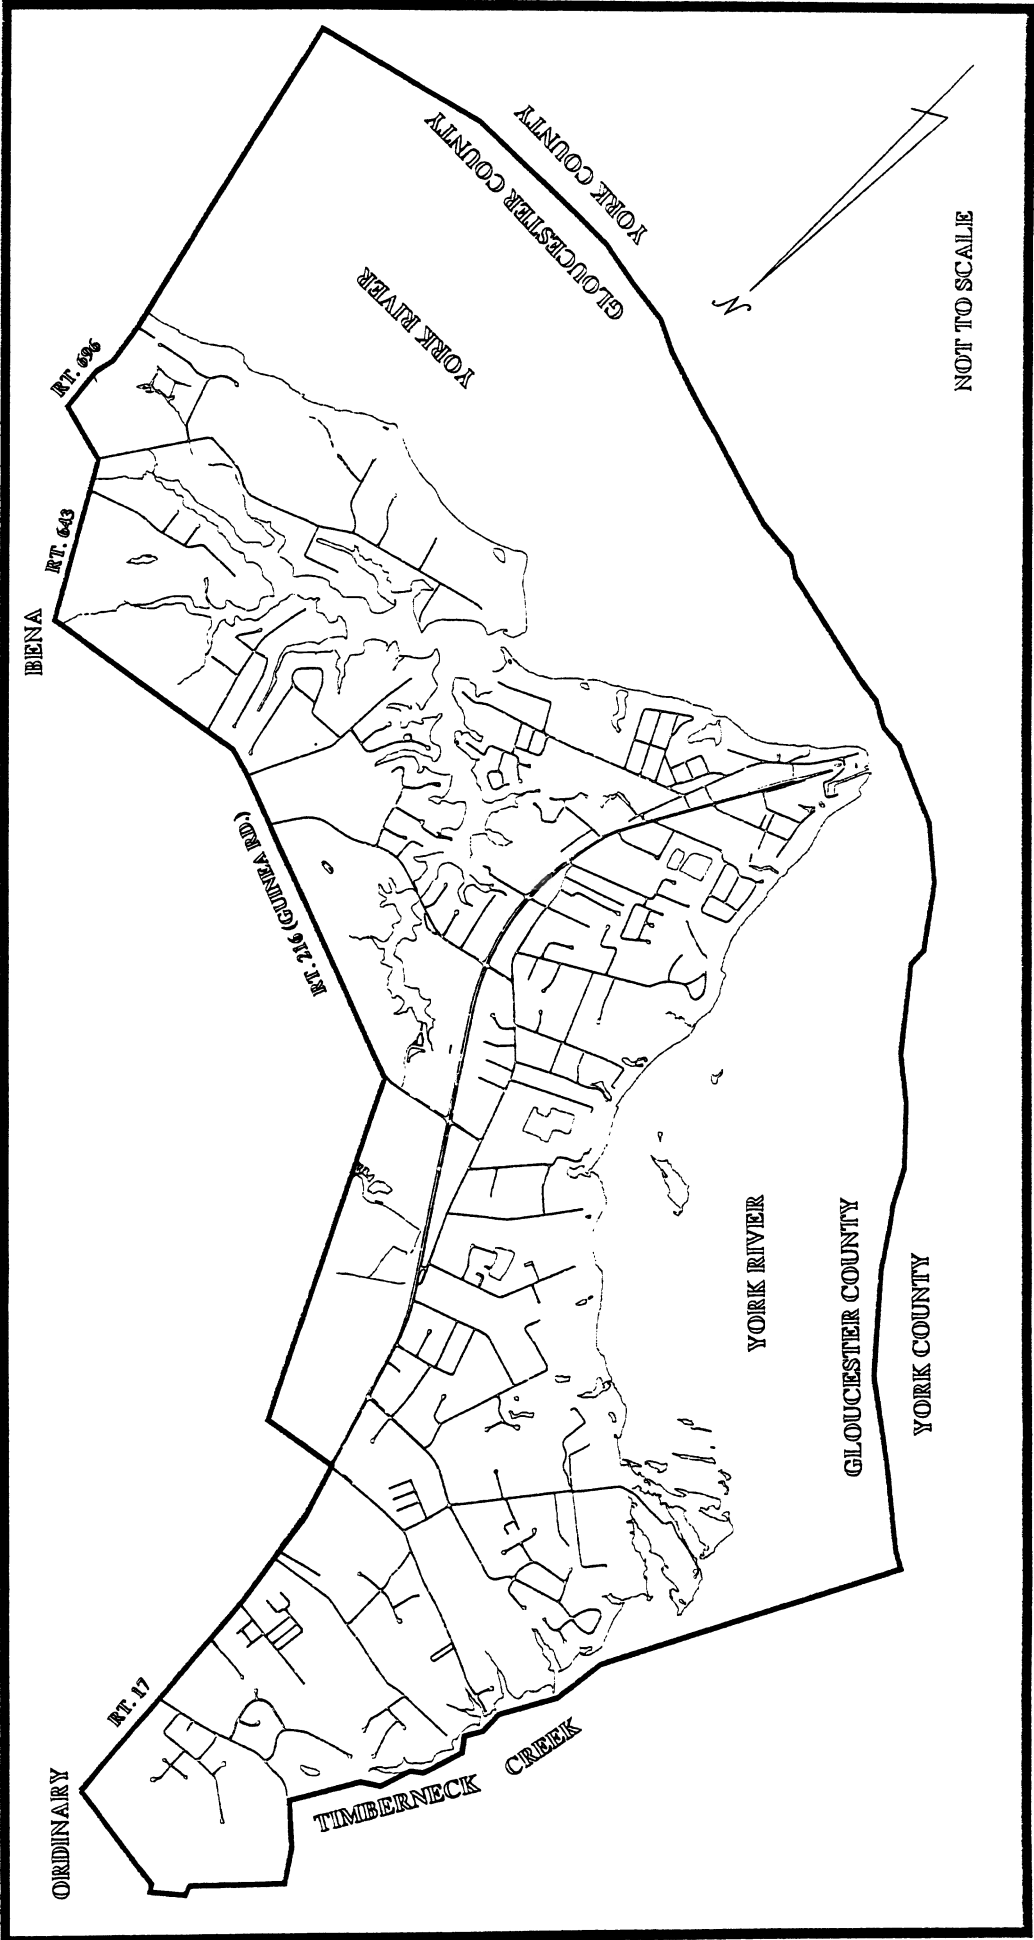 YORK COUNTY
GLOUCESTER COUNTY
YORK RIVER
N
NOT TO SCALE
RT. 696
RT. 643
BENA
RT. 216 (GUINEA RD.)
YORK RIVER
GLOUCESTER COUNTY
YORK COUNTY
RT. 17
ORDINARY
TIMBERNECK CREEK